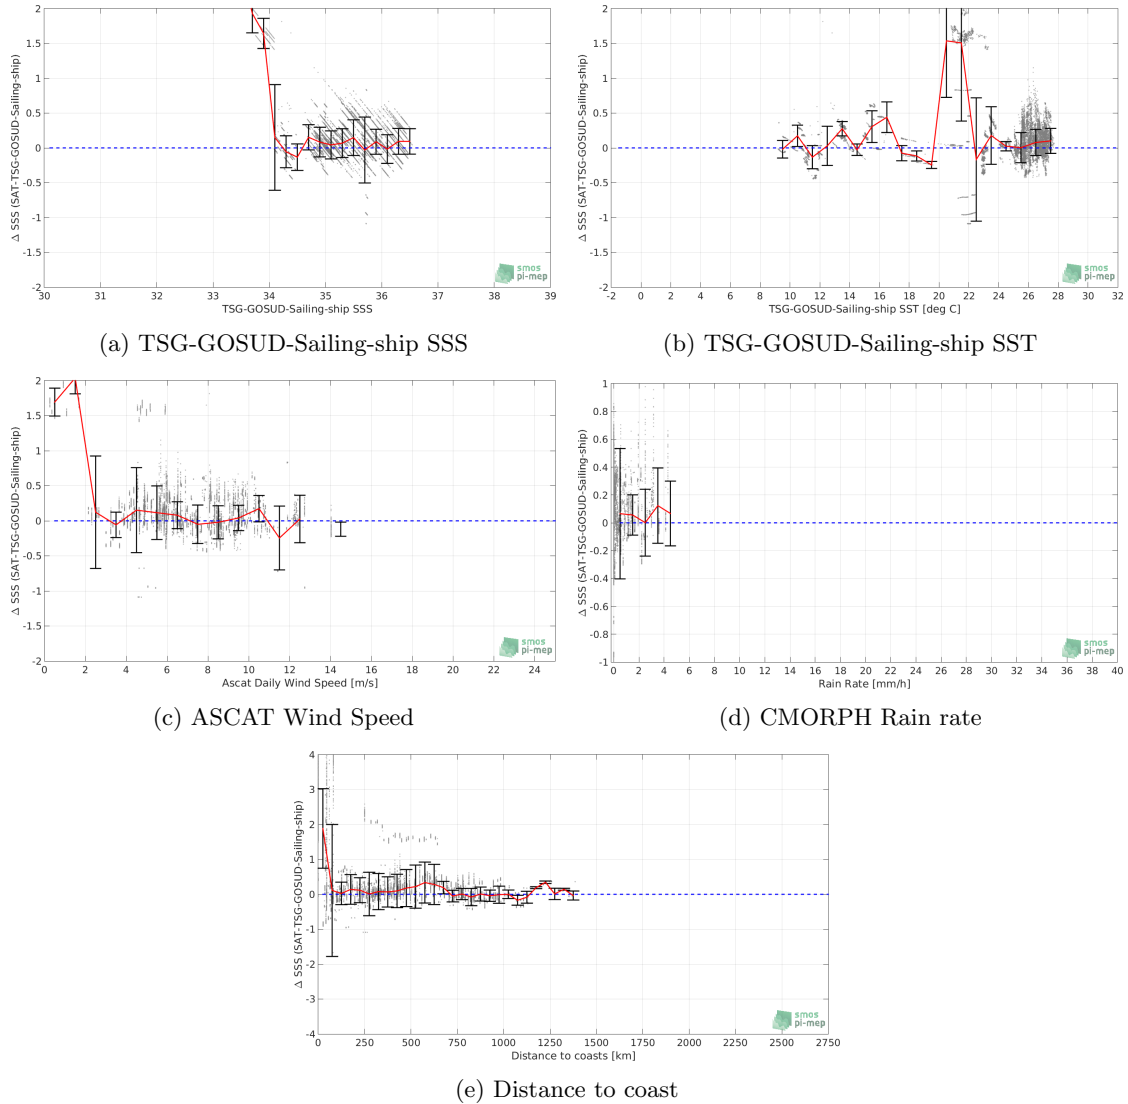 Δ SSS (SAT-TSG-GOSUD-Sailing-ship)
2
1.5
1
0.5
0
-0.5
-1
-1.5
-2
30 31 32 33 34 35 36 37 38 39
TSG-GOSUD-Sailing-ship SSS
smos
pi-mep
(a) TSG-GOSUD-Sailing-ship SSS
Δ SSS (SAT-TSG-GOSUD-Sailing-ship)
2
1.5
1
0.5
0
-0.5
-1
-1.5
-2
-2 0 2 4 6 8 10 12 14 16 18 20 22 24 26 28 30 32
TSG-GOSUD-Sailing-ship SST [deg C]
smos
pi-mep
(b) TSG-GOSUD-Sailing-ship SST
Δ SSS (SAT-TSG-GOSUD-Sailing-ship)
2
1.5
1
0.5
0
-0.5
-1
-1.5
-2
0 2 4 6 8 10 12 14 16 18 20 22 24
Ascat Daily Wind Speed [m/s]
smos
pi-mep
(c) ASCAT Wind Speed
Δ SSS (SAT-TSG-GOSUD-Sailing-ship)
1
0.8
0.6
0.4
0.2
0
-0.2
-0.4
-0.6
-0.8
-1
0 2 4 6 8 10 12 14 16 18 20 22 24 26 28 30 32 34 36 38 40
Rain Rate [mm/h]
smos
pi-mep
(d) CMORPH Rain rate
Δ SSS (SAT-TSG-GOSUD-Sailing-ship)
4
3
2
1
0
-1
-2
-3
-4
0 250 500 750 1000 1250 1500 1750 2000 2250 2500 2750
Distance to coasts [km]
smos
pi-mep
(e) Distance to coast